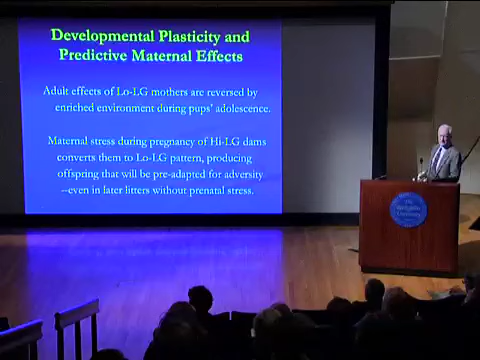 Developmental Plasticity and
Predictive Maternal Effects
Adult effects of Lo-LG mothers are reversed by
enriched environment during pups' adolescence.
Maternal stress during pregnancy of Hi-LG dams
converts them to Lo-LG pattern, producing
offspring that will be pre-adapted for adversity
--even in later litters without prenatal stress.
The
University